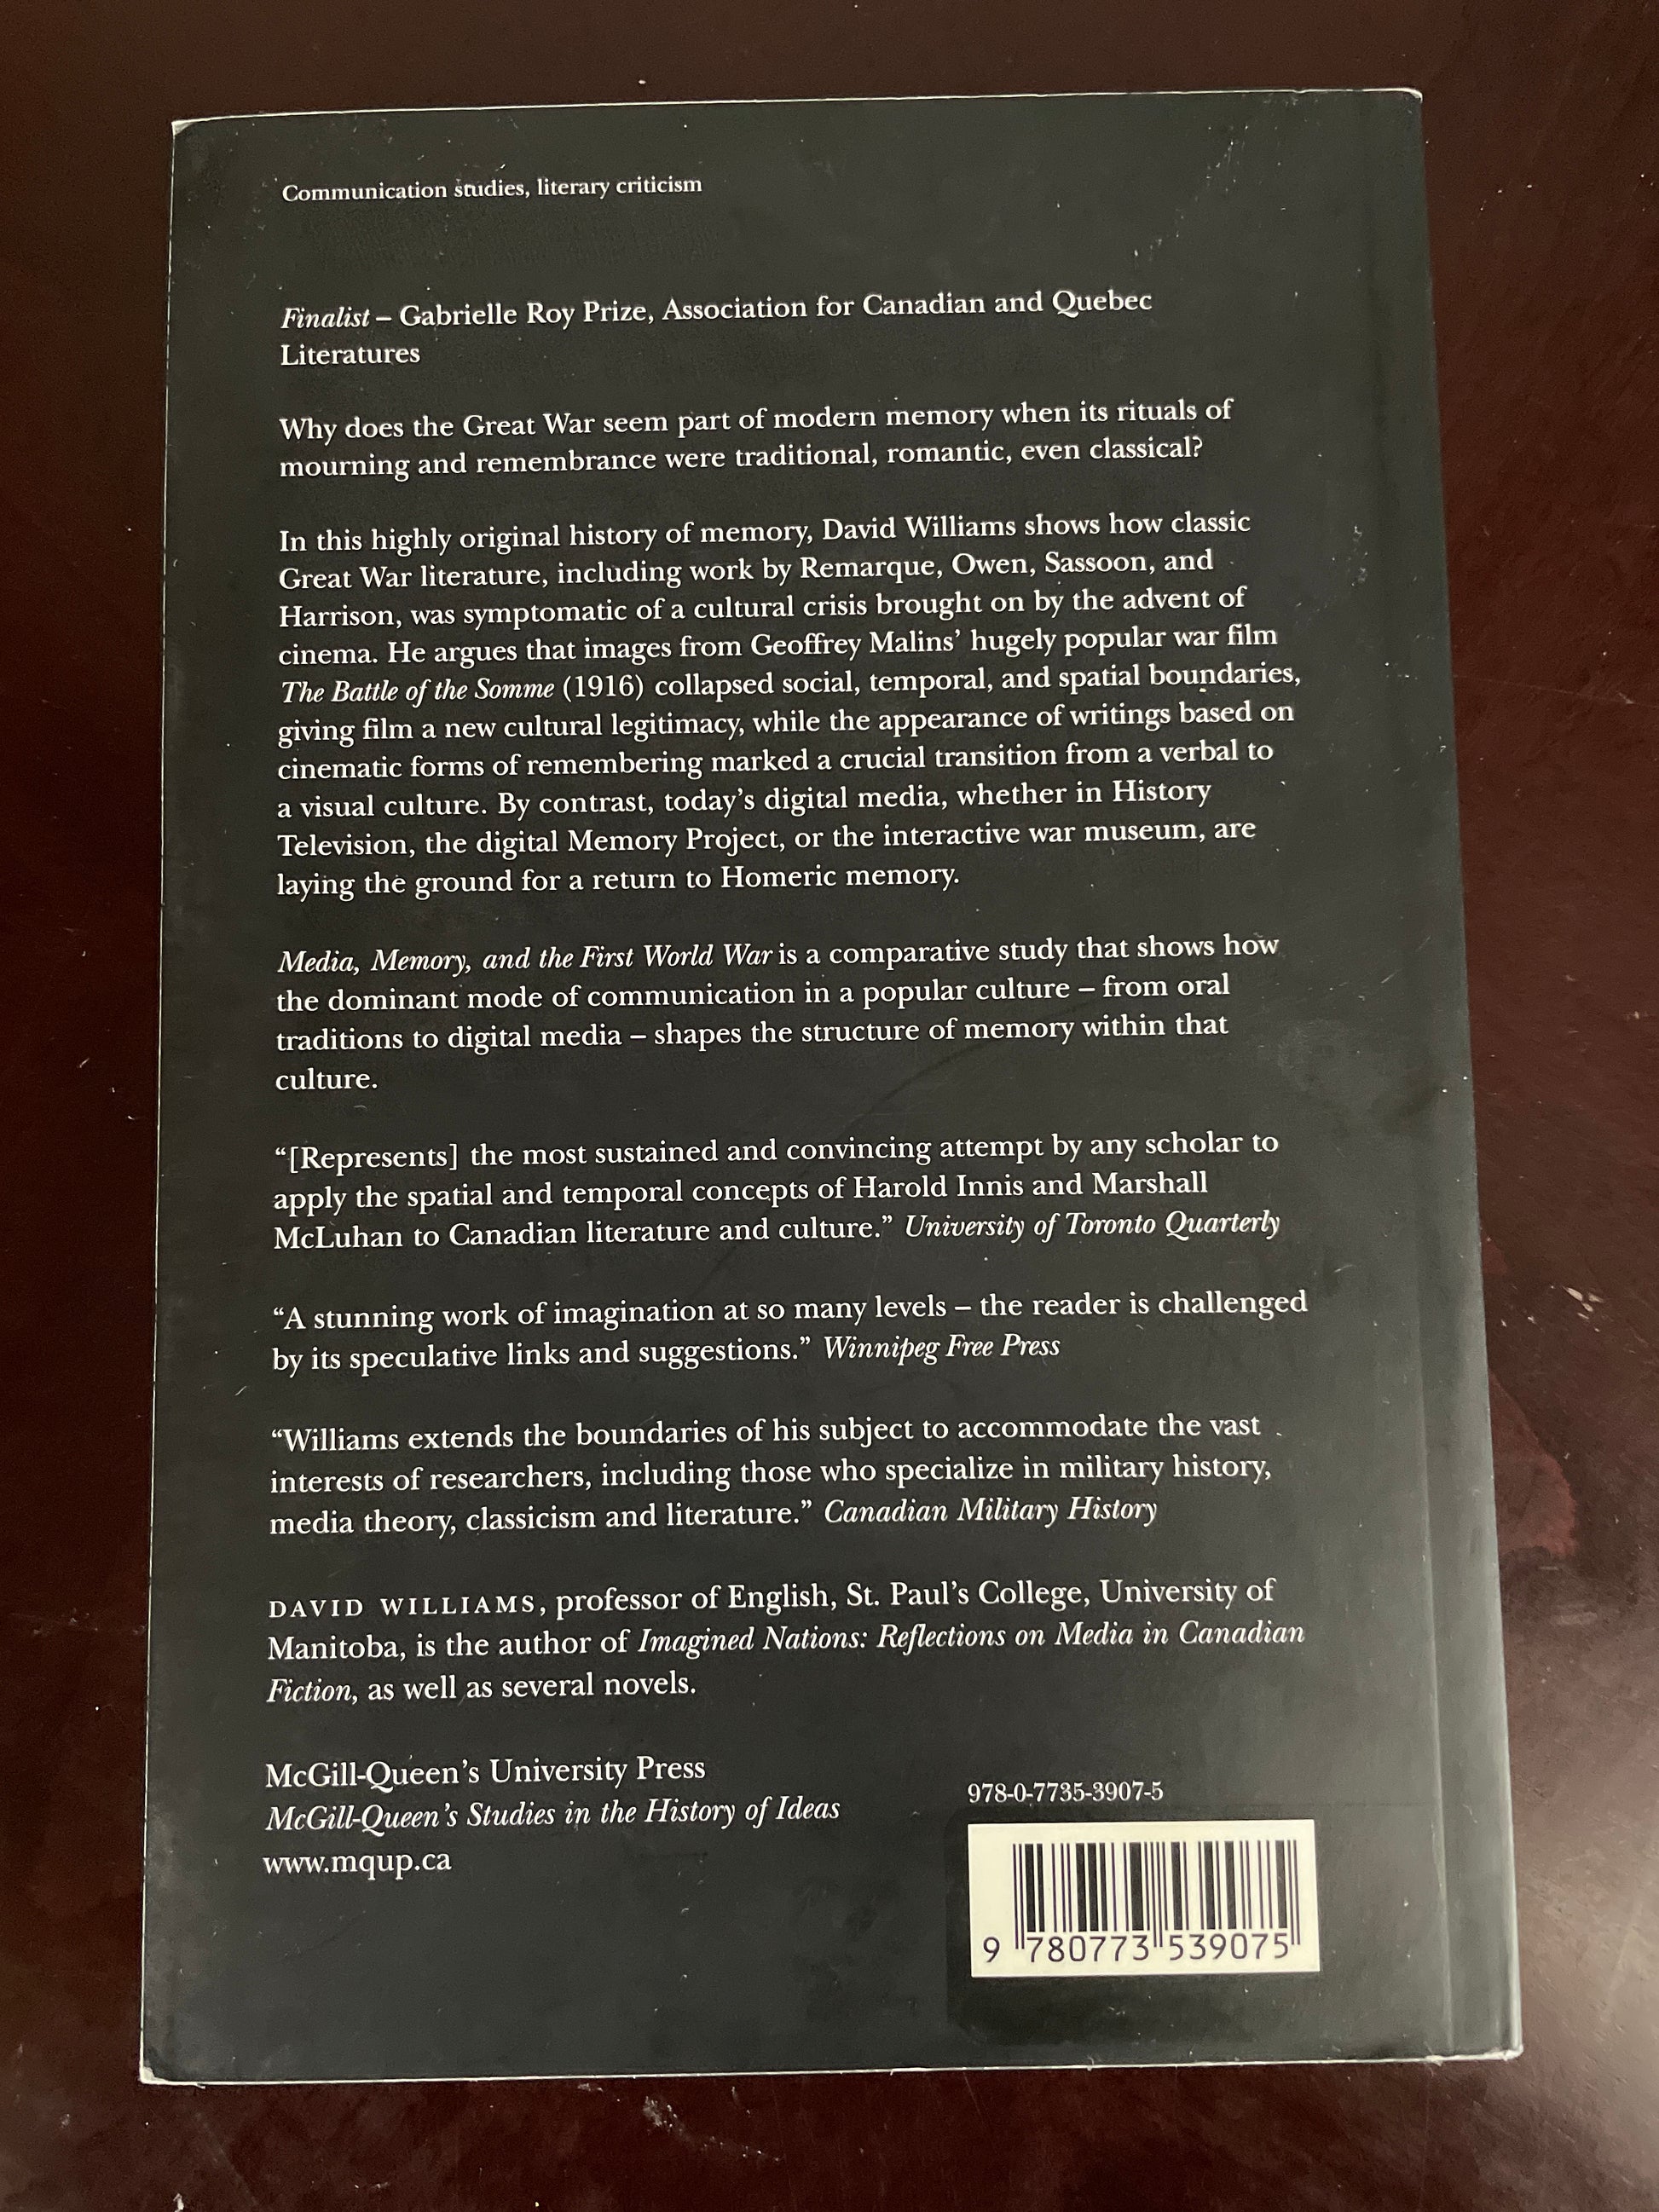 Communication studies, literary criticism
Finalist – Gabrielle Roy Prize, Association for Canadian and Quebec
Literatures
Why does the Great War seem part of modern memory when its rituals of
mourning and remembrance were traditional, romantic, even classical?
In this highly original history of memory, David Williams shows how classic
Great War literature, including work by Remarque, Owen, Sassoon, and
Harrison, was symptomatic of a cultural crisis brought on by the advent of
cinema. He argues that images from Geoffrey Malins’ hugely popular war film
The Battle of the Somme (1916) collapsed social, temporal, and spatial boundaries,
giving film a new cultural legitimacy, while the appearance of writings based on
cinematic forms of remembering marked a crucial transition from a verbal to
a visual culture. By contrast, today’s digital media, whether in History
Television, the digital Memory Project, or the interactive war museum, are
laying the ground for a return to Homeric memory.
Media, Memory, and the First World War is a comparative study that shows how
the dominant mode of communication in a popular culture – from oral
traditions to digital media – shapes the structure of memory within that
culture.
“[Represents] the most sustained and convincing attempt by any scholar to
apply the spatial and temporal concepts of Harold Innis and Marshall
McLuhan to Canadian literature and culture.” University of Toronto Quarterly
“A stunning work of imagination at so many levels – the reader is challenged
by its speculative links and suggestions.” Winnipeg Free Press
“Williams extends the boundaries of his subject to accommodate the vast
interests of researchers, including those who specialize in military history,
media theory, classicism and literature.” Canadian Military History
DAVID WILLIAMS, professor of English, St. Paul’s College, University of
Manitoba, is the author of Imagined Nations: Reflections on Media in Canadian
Fiction, as well as several novels.
McGill-Queen’s University Press
McGill-Queen’s Studies in the History of Ideas
www.mqup.ca
978-0-7735-3907-5
9 780773 539075